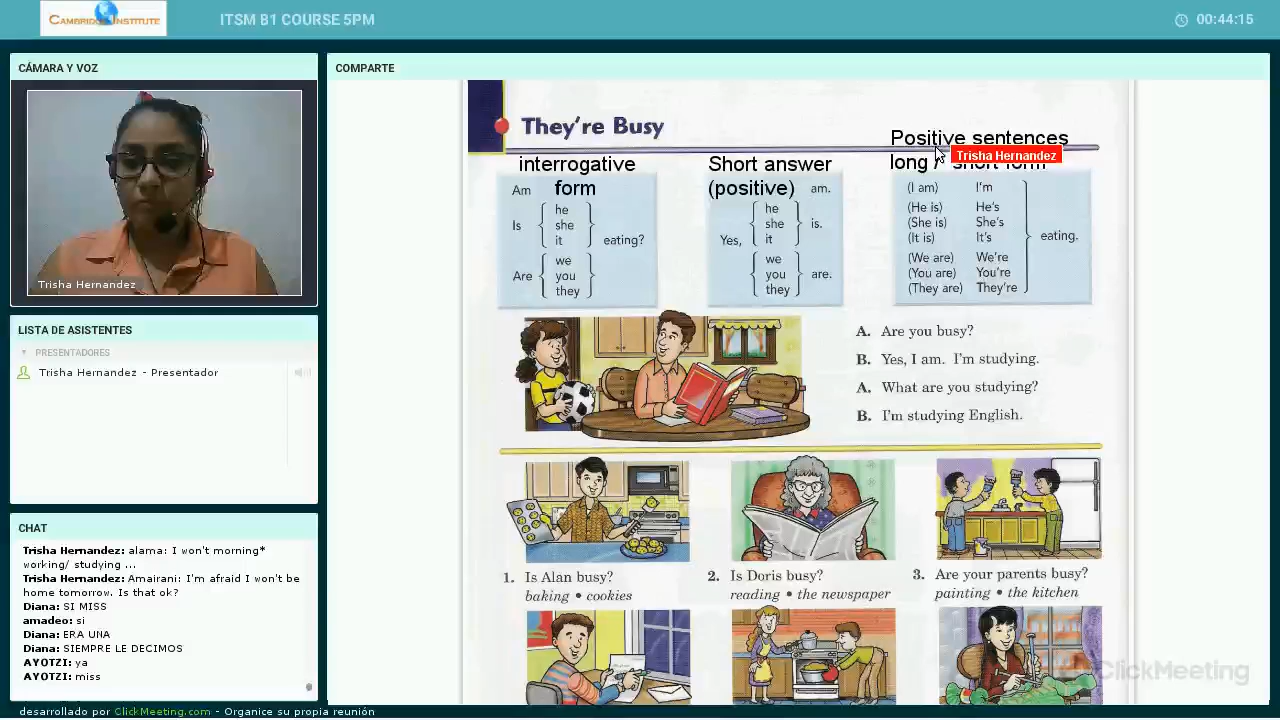 CAMBRIDGE INSTITUTE
ITSM B1 COURSE 5PM
00:44:15
CÁMARA Y VOZ
Trisha Hernandez
LISTA DE ASISTENTES
PRESENTADORES
Trisha Hernandez - Presentador
CHAT
Trisha Hernandez: alama: I won't morning*
working/ studying ...
Trisha Hernandez: Amairani: I'm afraid I won't be
home tomorrow. Is that ok?
Diana: SI MISS
amadeo: si
Diana: ERA UNA
Diana: SIEMPRE LE DECIMOS
AYOTZI: ya
AYOTZI: miss
COMPARTE
They're Busy
interrogative
form
Am
Is
he
she
it
eating?
Are
we
you
they
Short answer
(positive)
am.
Yes,
he
she
it
is.
we
you
they
are.
Positive sentences
long / short form
Trisha Hernandez
(I am) I'm
(He is) He's
(She is) She's
(It is) It's
eating.
(We are) We're
(You are) You're
(They are) They're
A. Are you busy?
B. Yes, I am. I'm studying.
A. What are you studying?
B. I'm studying English.
1. Is Alan busy?
baking • cookies
2. Is Doris busy?
reading • the newspaper
3. Are your parents busy?
painting • the kitchen
ClickMeeting
desarrollado por ClickMeeting.com - Organice su propia reunión